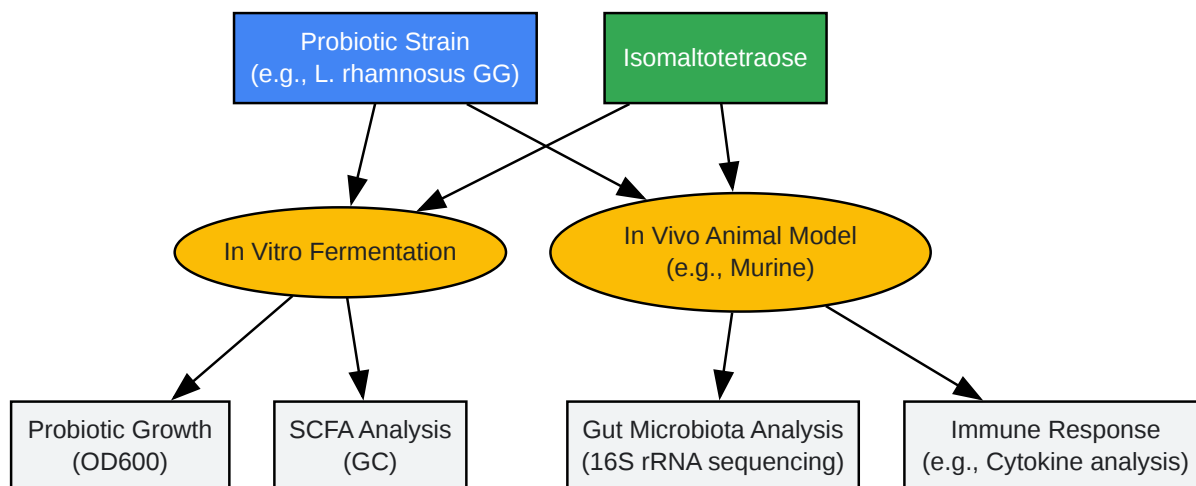 Probiotic Strain
(e.g., L. rhamnosus GG)
Isomaltotetraose
In Vitro Fermentation
In Vivo Animal Model
(e.g., Murine)
Probiotic Growth
(OD600)
SCFA Analysis
(GC)
Gut Microbiota Analysis
(16S rRNA sequencing)
Immune Response
(e.g., Cytokine analysis)